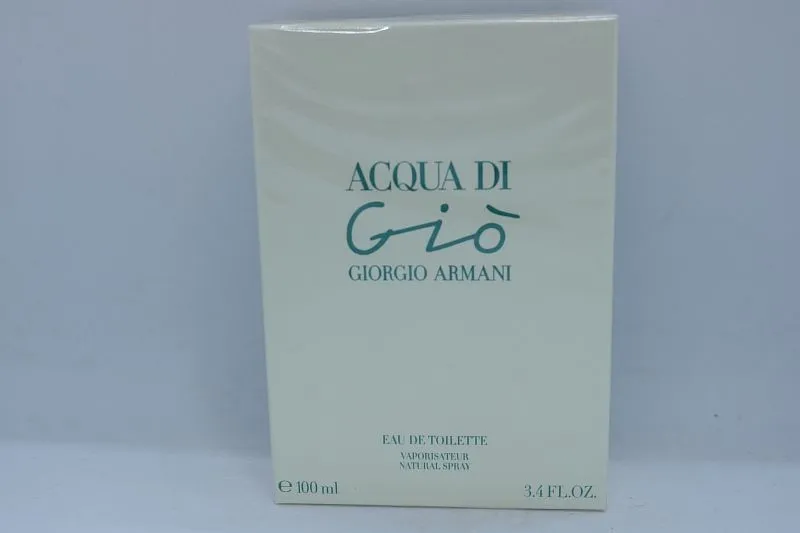 ACQUA DI
Giò
GIORGIO ARMANI
EAU DE TOILETTE
VAPORISATEUR
NATURAL SPRAY
℮ 100 ml 3.4 FL.OZ.